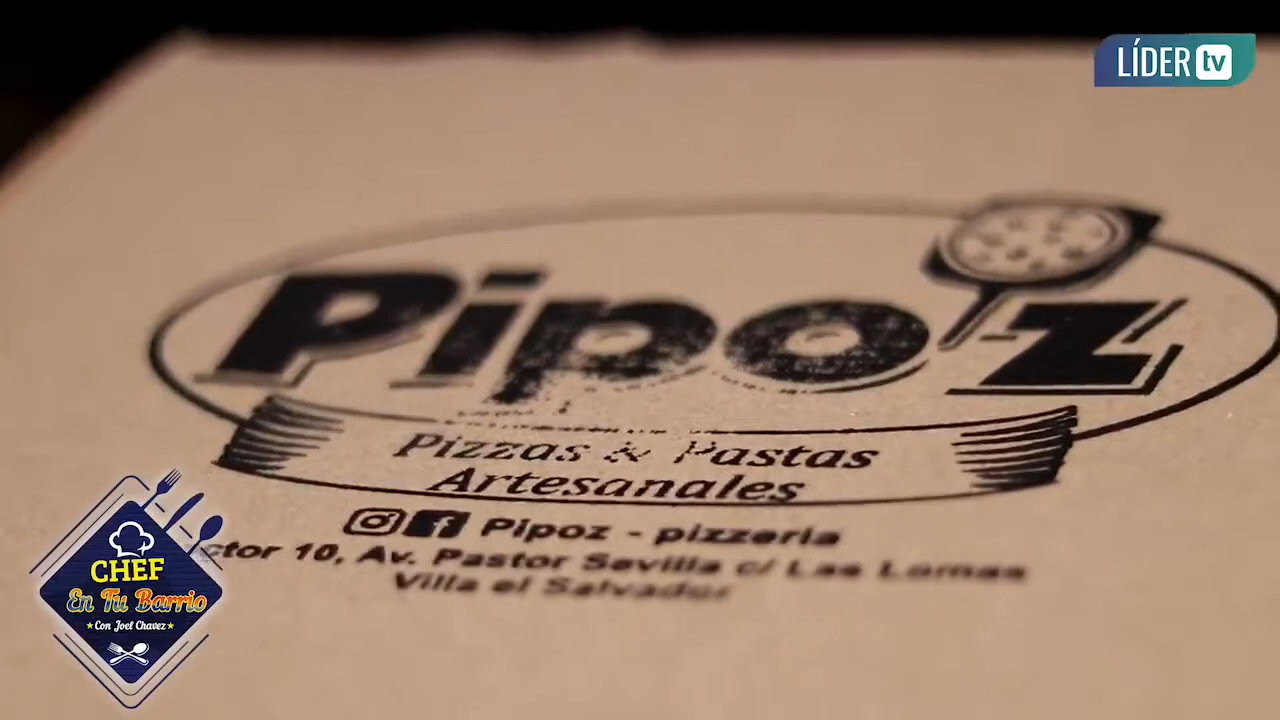 LÍDER tv
Pipo'z
Pizzas & Pastas
Artesanales
Pipoz - pizzeria
ctor 10, Av. Pastor Sevilla c/ Las Lomas
Villa el Salvador
CHEF
En Tu Barrio
Con Joel Chavez